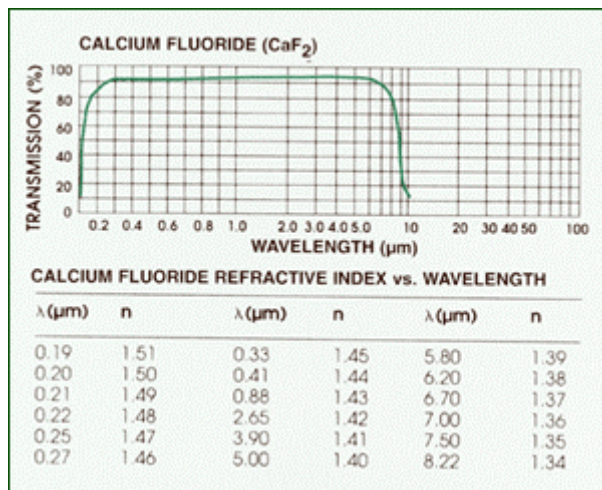 CALCIUM FLUORIDE (CaF₂)
TRANSMISSION (%)
100
80
60
40
20
0
0.2 0.4 0.6 0.8 1.0 2.0 3.0 4.0 5.0 10 20 30 40 50 100
WAVELENGTH (µm)
CALCIUM FLUORIDE REFRACTIVE INDEX vs. WAVELENGTH
λ(µm) n λ(µm) n λ(µm) n
0.19 1.51 0.33 1.45 5.80 1.39
0.20 1.50 0.41 1.44 6.20 1.38
0.21 1.49 0.88 1.43 6.70 1.37
0.22 1.48 2.65 1.42 7.00 1.36
0.25 1.47 3.90 1.41 7.50 1.35
0.27 1.46 5.00 1.40 8.22 1.34